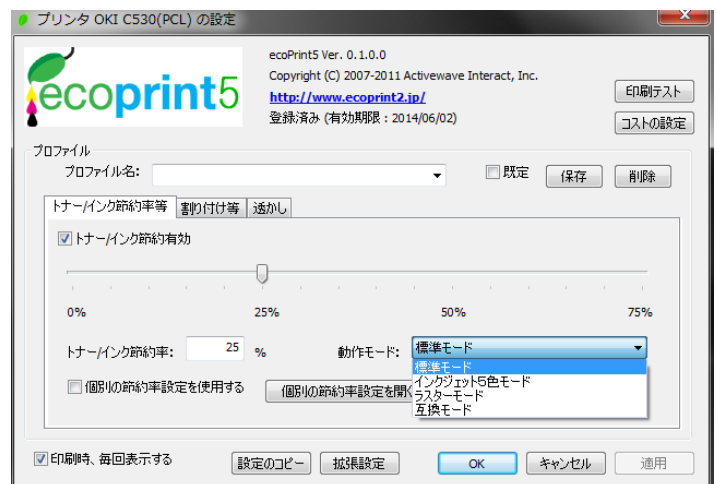 プリンタ OKI C530(PCL) の設定
ecoprint5
ecoPrint5 Ver. 0.1.0.0
Copyright (C) 2007-2011 Activewave Interact, Inc.
http://www.ecoprint2.jp/
登録済み (有効期限 : 2014/06/02)
印刷テスト
コストの設定
プロファイル
プロファイル名:
既定
保存
削除
トナー/インク節約率等
割り付け等
透かし
トナー/インク節約有効
0%
25%
50%
75%
トナー/インク節約率:
25
%
動作モード:
標準モード
標準モード
インクジェット5色モード
ラスターモード
互換モード
個別の節約率設定を使用する
個別の節約率設定を開く
印刷時、毎回表示する
設定のコピー
拡張設定
OK
キャンセル
適用